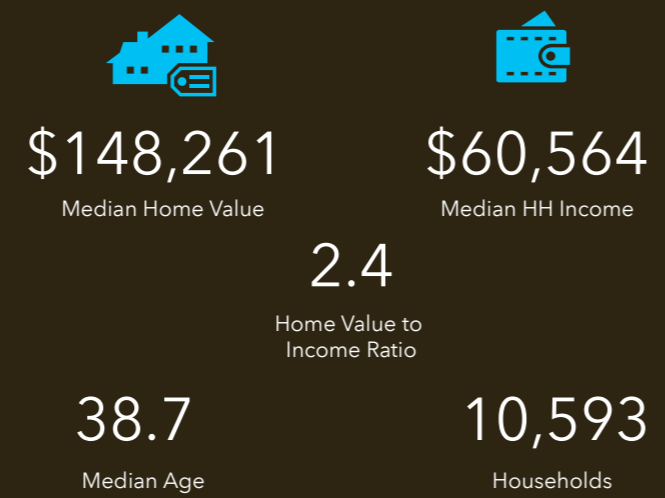 $148,261
Median Home Value
$60,564
Median HH Income
2.4
Home Value to
Income Ratio
38.7
Median Age
10,593
Households